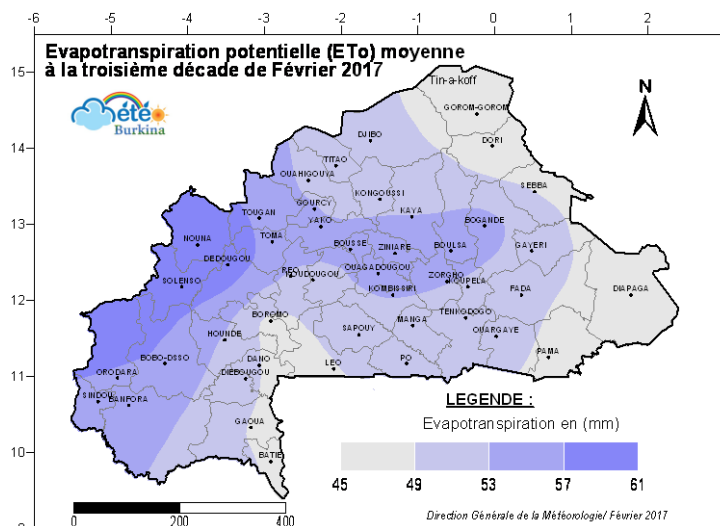 -6 -5 -4 -3 -2 -1 0 1 2
Evapotranspiration potentielle (ETo) moyenne
à la troisième décade de Février 2017
15
14
13
12
11
10
9
Météo
Burkina
N
Tin-a-koff
GOROM-GOROM
DJIBO
DORI
TITAO
OUAHIGOUYA
SEBBA
KONGOUSSI
GOURCY
TOUGAN
KAYA
YAKO
BOGANDE
NOUNA
TOMA
BOUSSE
ZINIARE
BOULSA
GAYERI
DEDOUGOU
OUAGADOUGOU
REO
KOUDOUGOU
SOLENSO
ZORGHO
KOUPELA
KOMBISSIRI
FADA
DIAPAGA
BOROMO
MANGA
TENKODOGO
HOUNDE
SAPOUY
OUARGAYE
BOBO-DSSO
DANO
LEO
PO
PAMA
ORODARA
DIEBOUGOU
SINDOU
BANFORA
GAOUA
BATIE
LEGENDE :
Evapotranspiration en (mm)
45 49 53 57 61
0 200 400
Direction Générale de la Météorologie/ Février 2017